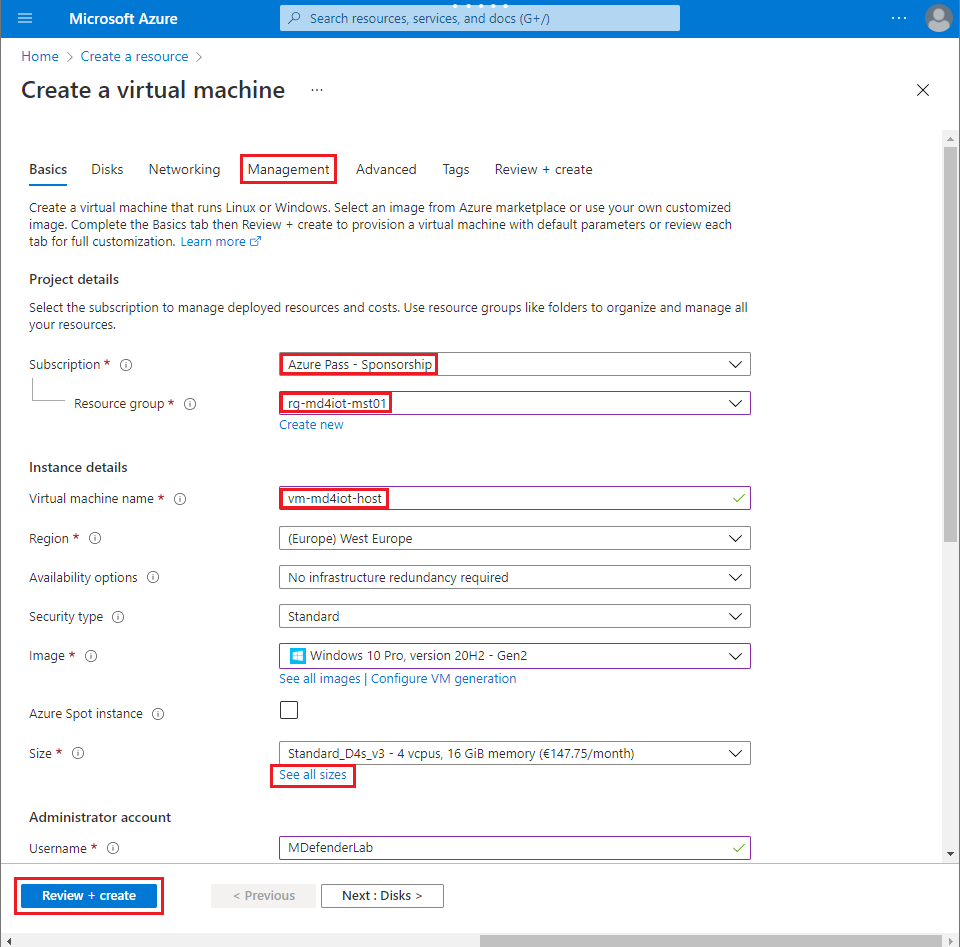 Microsoft Azure
Search resources, services, and docs (G+/)
Home > Create a resource >
Create a virtual machine ...
Basics Disks Networking Management Advanced Tags Review + create
Create a virtual machine that runs Linux or Windows. Select an image from Azure marketplace or use your own customized
image. Complete the Basics tab then Review + create to provision a virtual machine with default parameters or review each
tab for full customization. Learn more
Project details
Select the subscription to manage deployed resources and costs. Use resource groups like folders to organize and manage all
your resources.
Subscription * Azure Pass - Sponsorship
Resource group * rg-md4iot-mst01
Create new
Instance details
Virtual machine name * vm-md4iot-host
Region * (Europe) West Europe
Availability options No infrastructure redundancy required
Security type Standard
Image * Windows 10 Pro, version 20H2 - Gen2
See all images | Configure VM generation
Azure Spot instance
Size * Standard_D4s_v3 - 4 vcpus, 16 GiB memory (€147.75/month)
See all sizes
Administrator account
Username * MDefenderLab
Review + create < Previous Next : Disks >